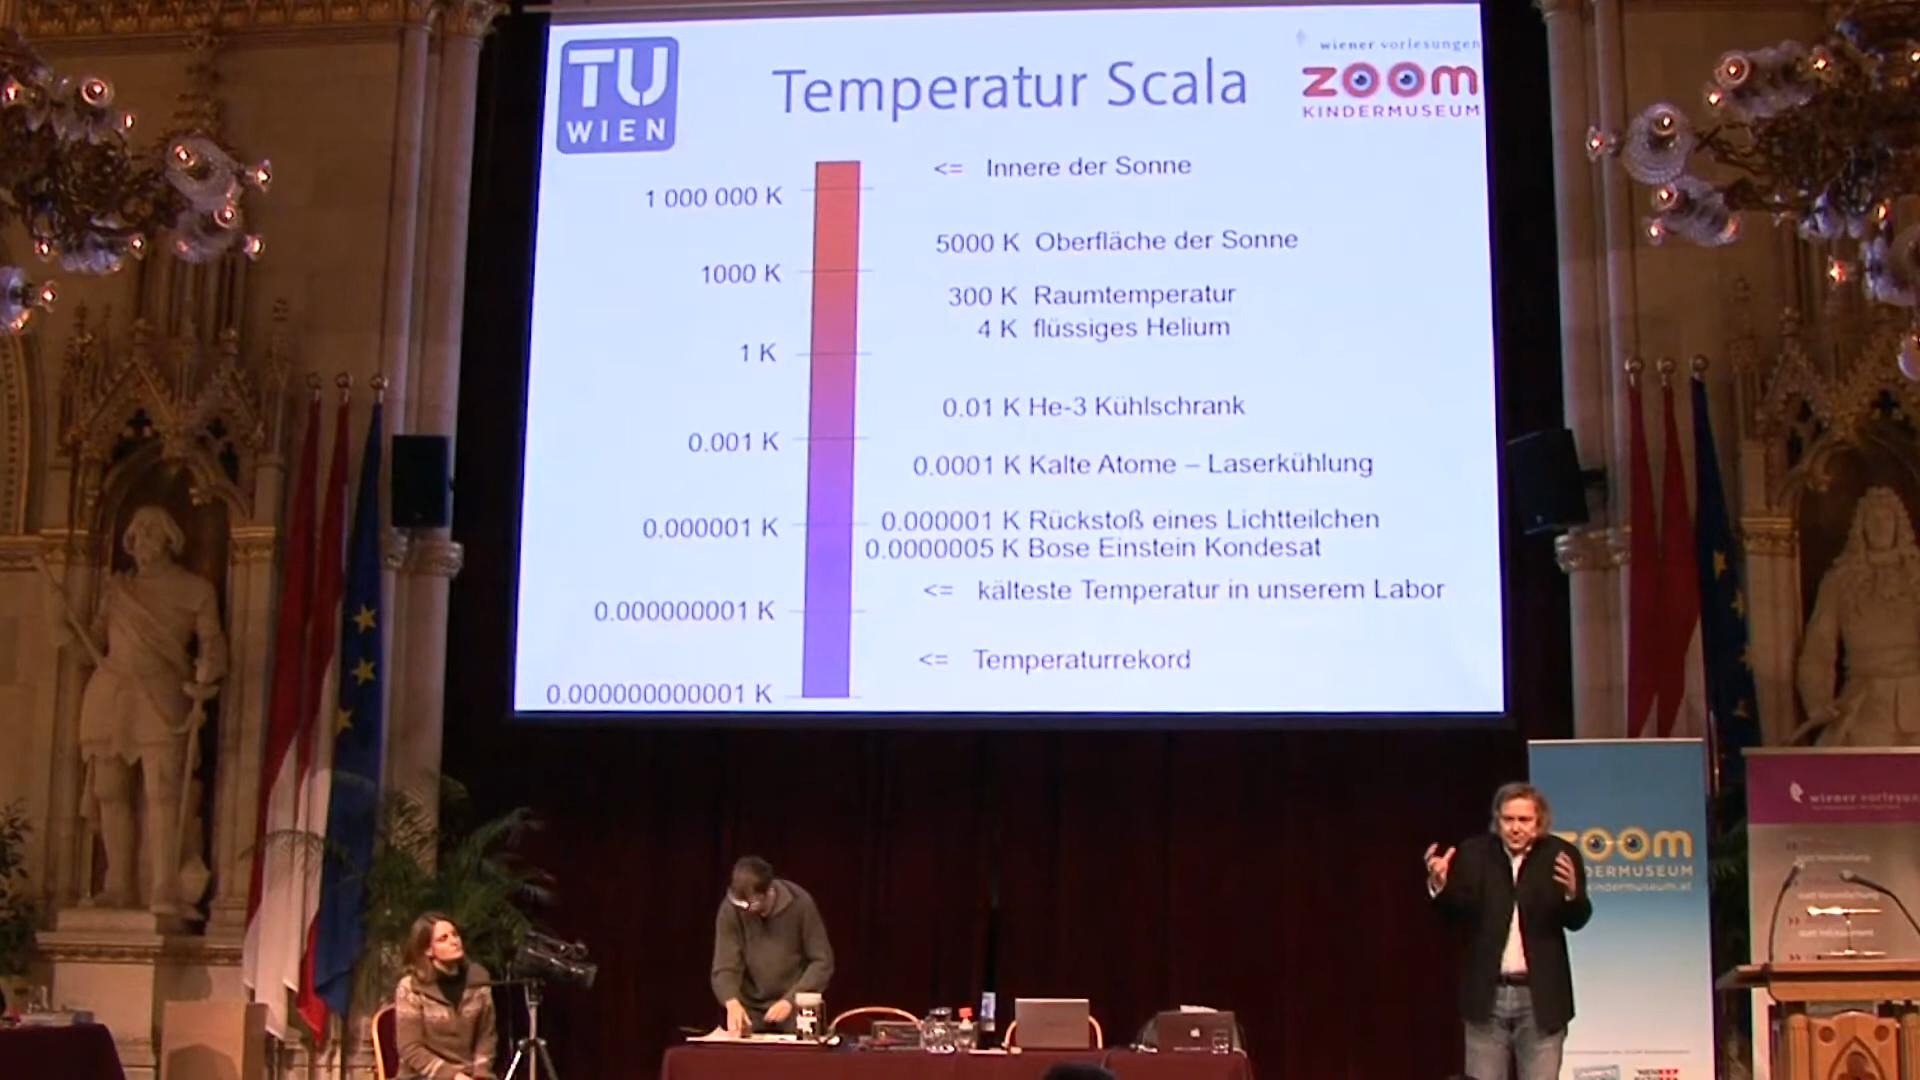 TU
WIEN
Temperatur Scala
wiener vorlesungen
zoom
KINDERMUSEUM
<= Innere der Sonne
1 000 000 K
5000 K Oberfläche der Sonne
1000 K
300 K Raumtemperatur
4 K flüssiges Helium
1 K
0.01 K He-3 Kühlschrank
0.001 K
0.0001 K Kalte Atome – Laserkühlung
0.000001 K
0.000001 K Rückstoß eines Lichtteilchen
0.0000005 K Bose Einstein Kondesat
<= kälteste Temperatur in unserem Labor
0.000000001 K
<= Temperaturrekord
0.000000000001 K
zoom
DERMUSEUM
kindermuseum.at
wiener vorlesun